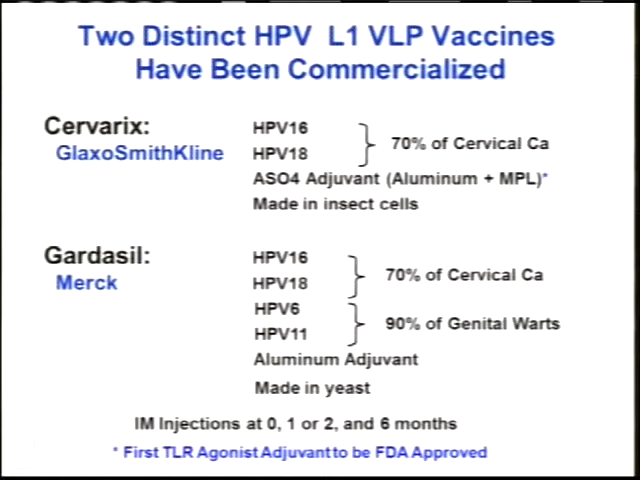 Two Distinct HPV L1 VLP Vaccines
Have Been Commercialized
Cervarix:
GlaxoSmithKline
HPV16
HPV18
70% of Cervical Ca
ASO4 Adjuvant (Aluminum + MPL)*
Made in insect cells
Gardasil:
Merck
HPV16
HPV18
70% of Cervical Ca
HPV6
HPV11
90% of Genital Warts
Aluminum Adjuvant
Made in yeast
IM Injections at 0, 1 or 2, and 6 months
* First TLR Agonist Adjuvant to be FDA Approved